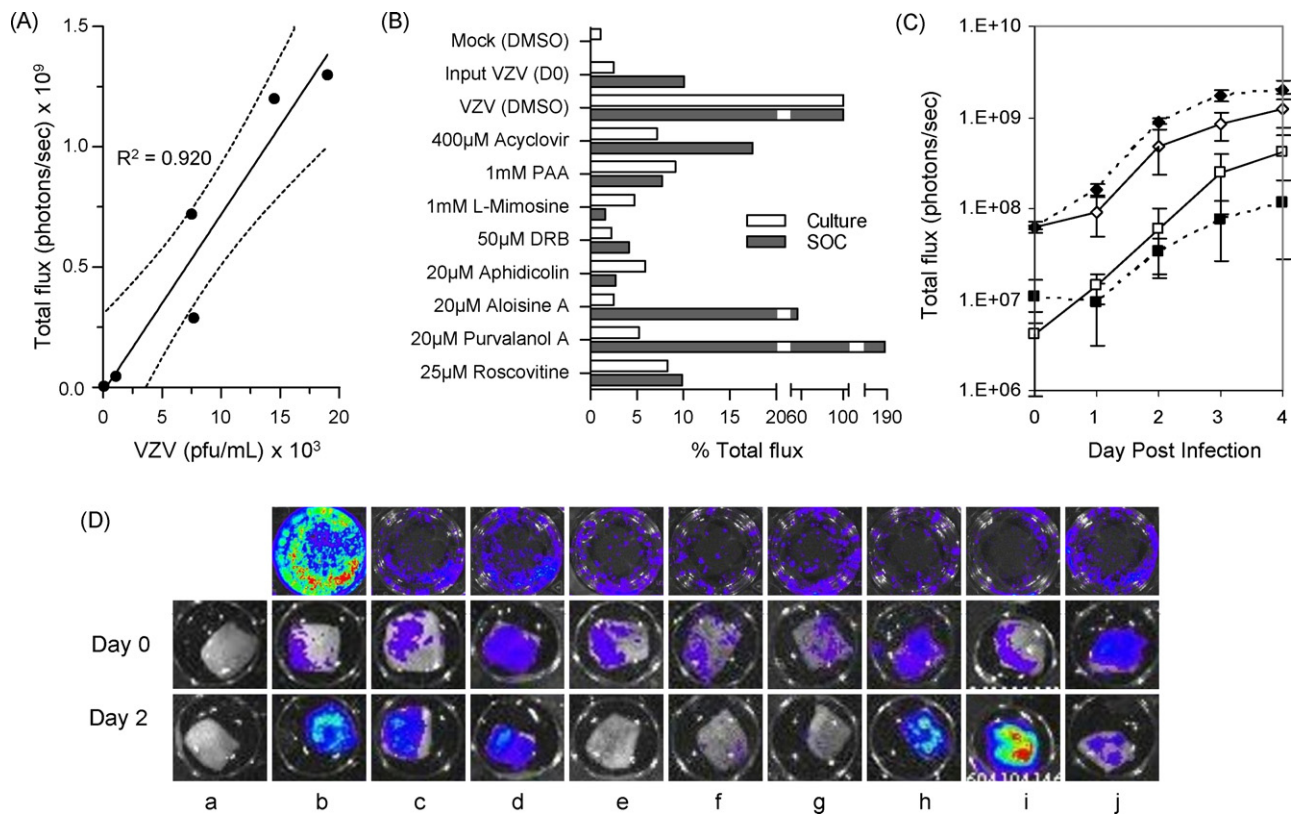 (A)
1.5
1.0
0.5
0.0
Total flux (photons/sec) x 10⁹
R² = 0.920
0 5 10 15 20
VZV (pfu/mL) x 10³
(B)
Mock (DMSO)
Input VZV (D0)
VZV (DMSO)
400µM Acyclovir
1mM PAA
1mM L-Mimosine
50µM DRB
20µM Aphidicolin
20µM Aloisine A
20µM Purvalanol A
25µM Roscovitine
Culture
SOC
0 5 10 15 20 60 100 190
% Total flux
(C)
1.E+10
1.E+09
1.E+08
1.E+07
1.E+06
Total flux (photons/sec)
0 1 2 3 4
Day Post Infection
(D)
Day 0
Day 2
a b c d e f g h i j